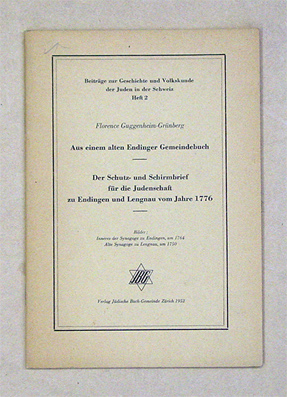 Beiträge zur Geschichte und Volkskunde
der Juden in der Schweiz
Heft 2
Florence Guggenheim-Grünberg
Aus einem alten Endinger Gemeindebuch
Der Schutz- und Schirmbrief
für die Judenschaft
zu Endingen und Lengnau vom Jahre 1776
Bilder:
Inneres der Synagoge zu Endingen, um 1764
Alte Synagoge zu Lengnau, um 1750
JBG
Verlag Jüdische Buch-Gemeinde Zürich 1952